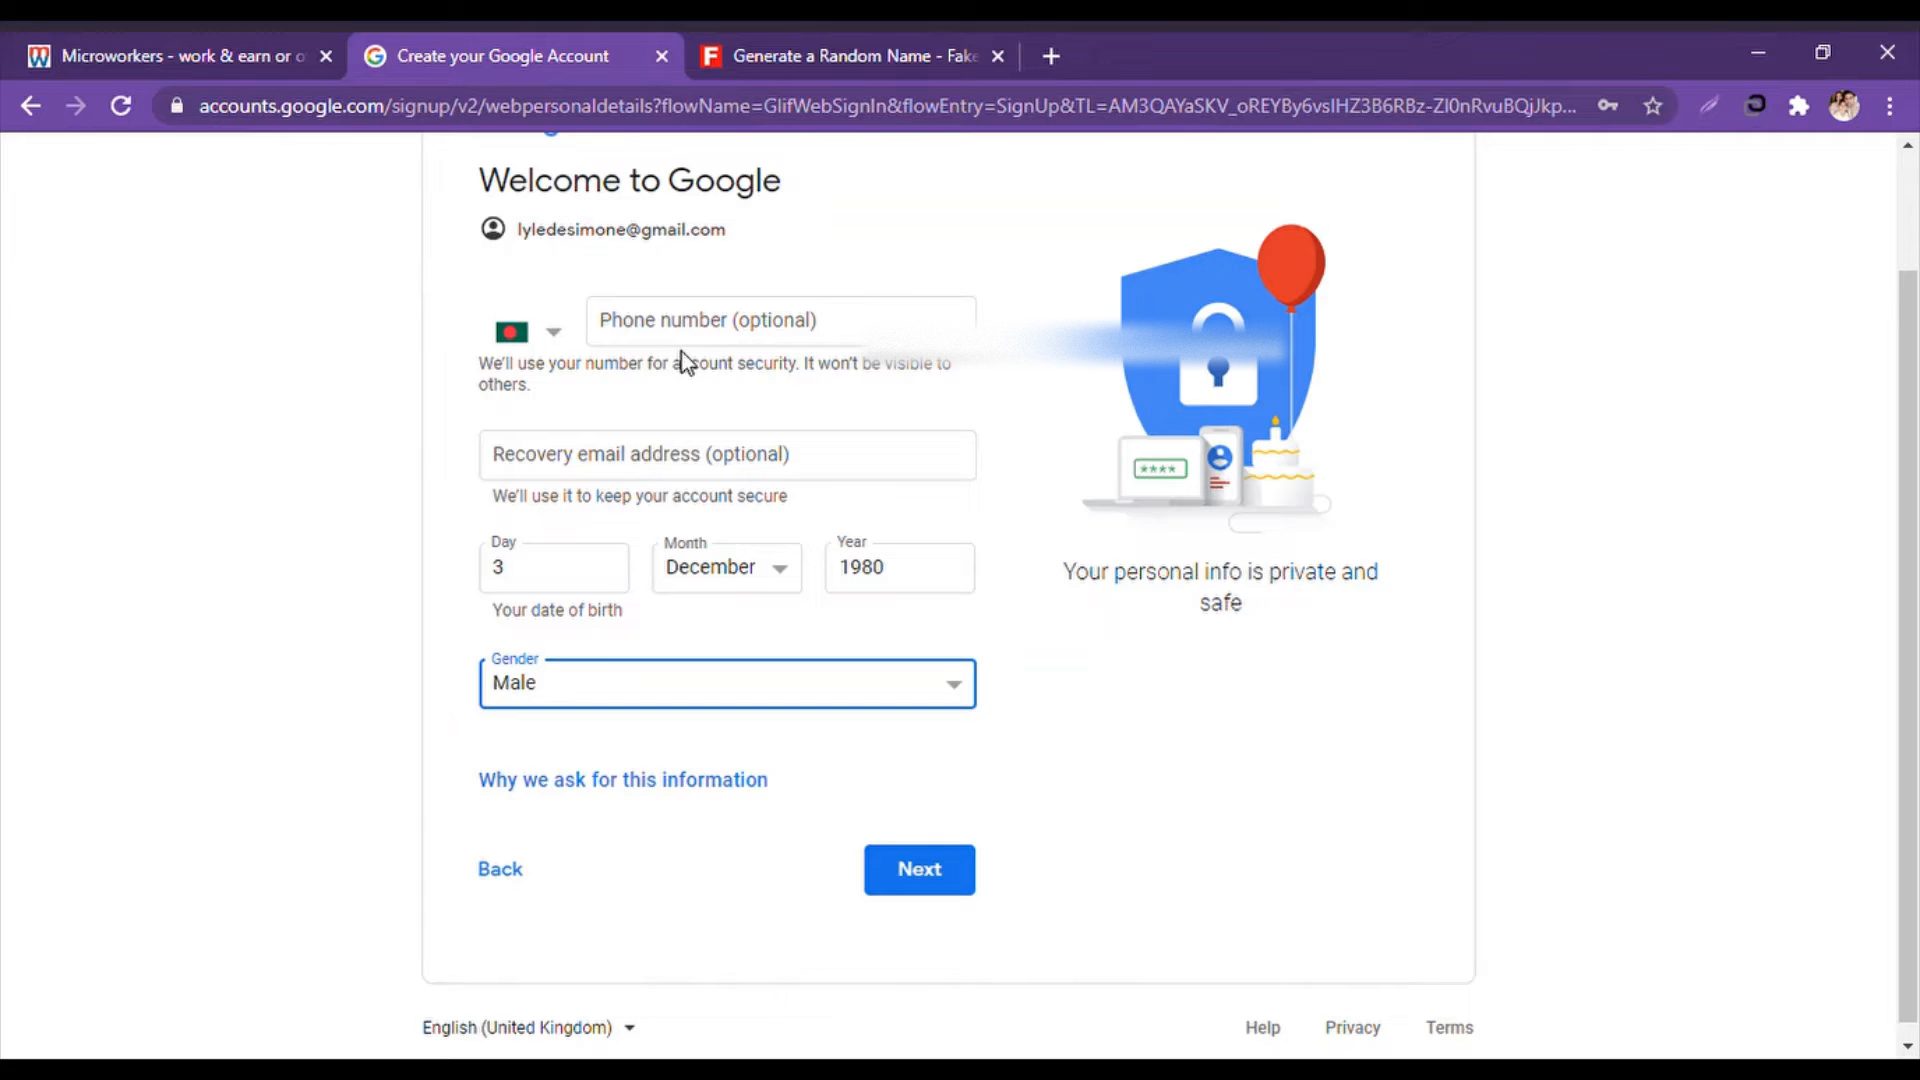 Microworkers - work & earn or o
Create your Google Account
Generate a Random Name - Fake
accounts.google.com/signup/v2/webpersonaldetails?flowName=GlifWebSignIn&flowEntry=SignUp&TL=AM3QAYaSKV_oREYBy6vsIHZ3B6RBz-ZI0nRvuBQjJkp...
Welcome to Google
lyledesimone@gmail.com
Phone number (optional)
We'll use your number for account security. It won't be visible to
others.
Recovery email address (optional)
We'll use it to keep your account secure
Day
Month
Year
3
December
1980
Your date of birth
Gender
Male
Why we ask for this information
Back
Next
****
Your personal info is private and
safe
English (United Kingdom)
Help
Privacy
Terms